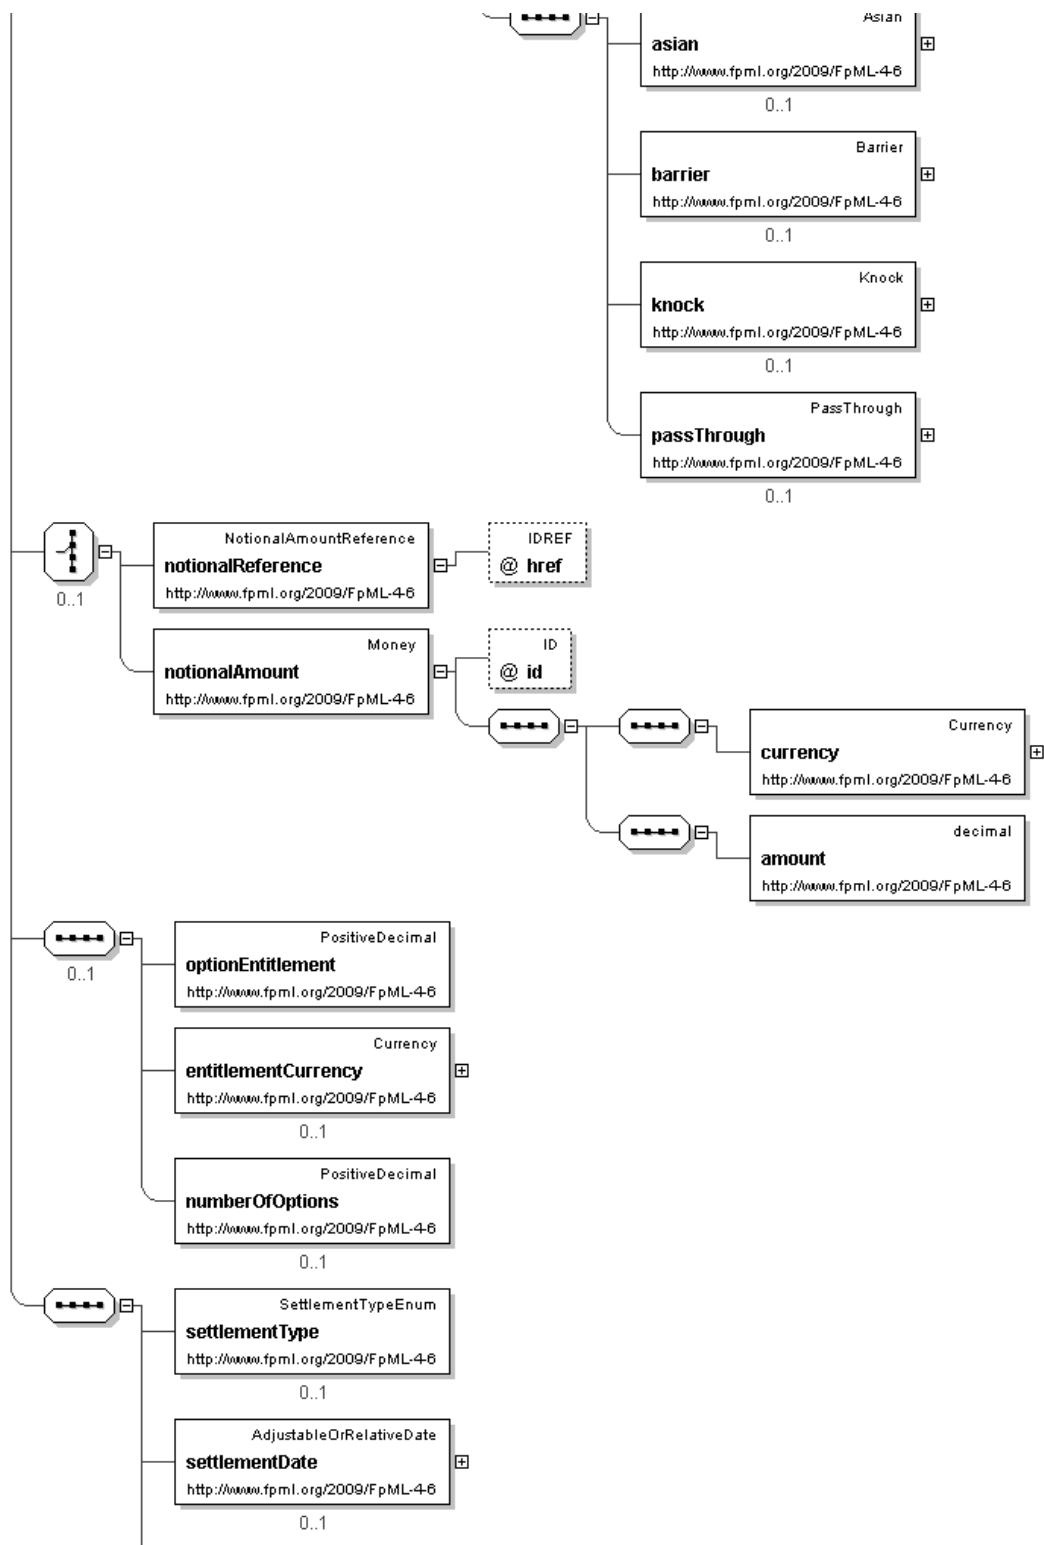 Asian
asian
http://www.fpml.org/2009/FpML-4-6
0..1
Barrier
barrier
http://www.fpml.org/2009/FpML-4-6
0..1
Knock
knock
http://www.fpml.org/2009/FpML-4-6
0..1
PassThrough
passThrough
http://www.fpml.org/2009/FpML-4-6
0..1
0..1
NotionalAmountReference
notionalReference
http://www.fpml.org/2009/FpML-4-6
IDREF
@ href
Money
notionalAmount
http://www.fpml.org/2009/FpML-4-6
ID
@ id
Currency
currency
http://www.fpml.org/2009/FpML-4-6
decimal
amount
http://www.fpml.org/2009/FpML-4-6
0..1
PositiveDecimal
optionEntitlement
http://www.fpml.org/2009/FpML-4-6
Currency
entitlementCurrency
http://www.fpml.org/2009/FpML-4-6
0..1
PositiveDecimal
numberOfOptions
http://www.fpml.org/2009/FpML-4-6
0..1
SettlementTypeEnum
settlementType
http://www.fpml.org/2009/FpML-4-6
0..1
AdjustableOrRelativeDate
settlementDate
http://www.fpml.org/2009/FpML-4-6
0..1